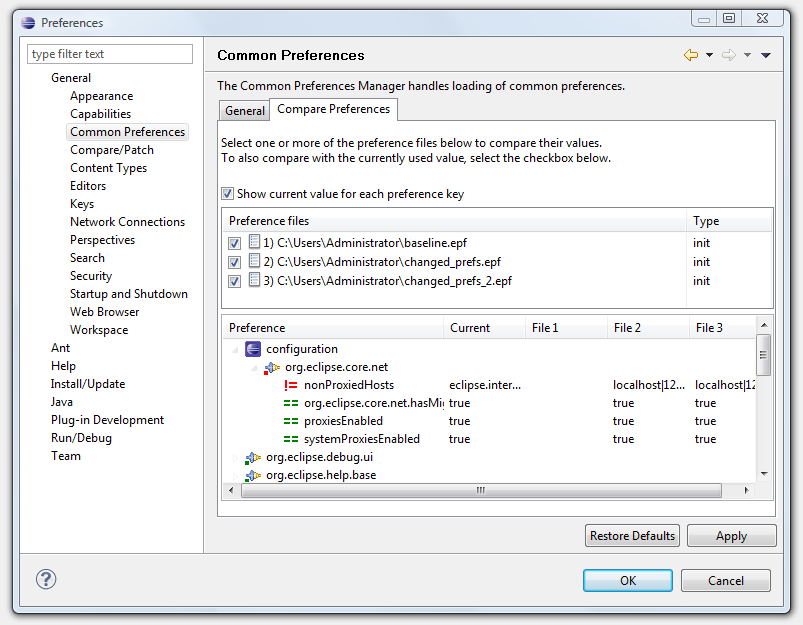 Preferences
type filter text
General
Appearance
Capabilities
Common Preferences
Compare/Patch
Content Types
Editors
Keys
Network Connections
Perspectives
Search
Security
Startup and Shutdown
Web Browser
Workspace
Ant
Help
Install/Update
Java
Plug-in Development
Run/Debug
Team
Common Preferences
The Common Preferences Manager handles loading of common preferences.
General Compare Preferences
Select one or more of the preference files below to compare their values.
To also compare with the currently used value, select the checkbox below.
Show current value for each preference key
Preference files Type
1) C:\Users\Administrator\baseline.epf init
2) C:\Users\Administrator\changed_prefs.epf init
3) C:\Users\Administrator\changed_prefs_2.epf init
Preference Current File 1 File 2 File 3
configuration
org.eclipse.core.net
nonProxiedHosts eclipse.inter... localhost|12... localhost|12
org.eclipse.core.net.hasMi true true true
proxiesEnabled true true true
systemProxiesEnabled true true true
org.eclipse.debug.ui
org.eclipse.help.base
Restore Defaults Apply
? OK Cancel